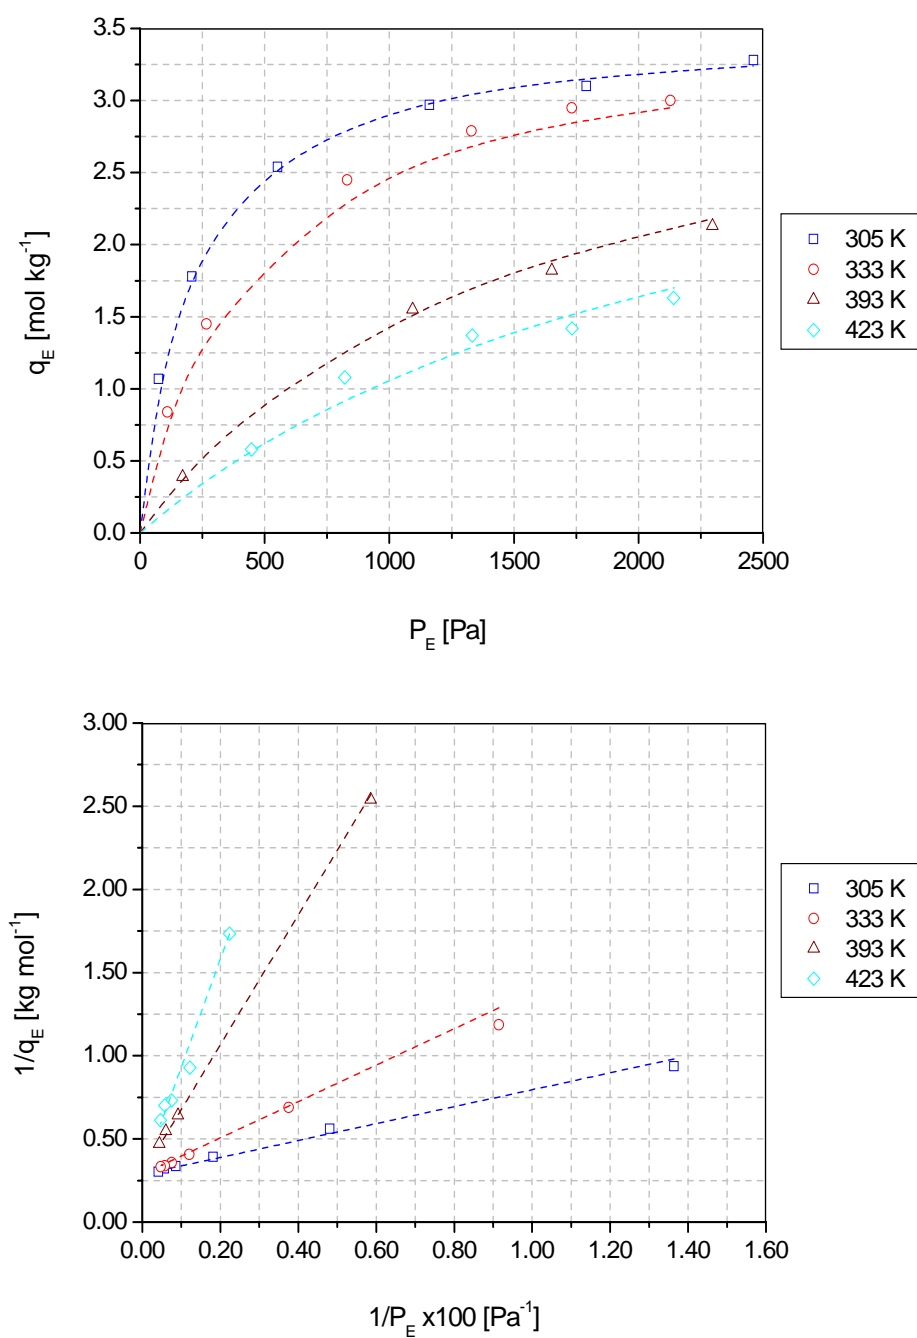 3.5
3.0
2.5
2.0
1.5
1.0
0.5
0.0
q_E [mol kg^-1]
0 500 1000 1500 2000 2500
P_E [Pa]
305 K
333 K
393 K
423 K
3.00
2.50
2.00
1.50
1.00
0.50
0.00
1/q_E [kg mol^-1]
0.00 0.20 0.40 0.60 0.80 1.00 1.20 1.40 1.60
1/P_E x100 [Pa^-1]
305 K
333 K
393 K
423 K